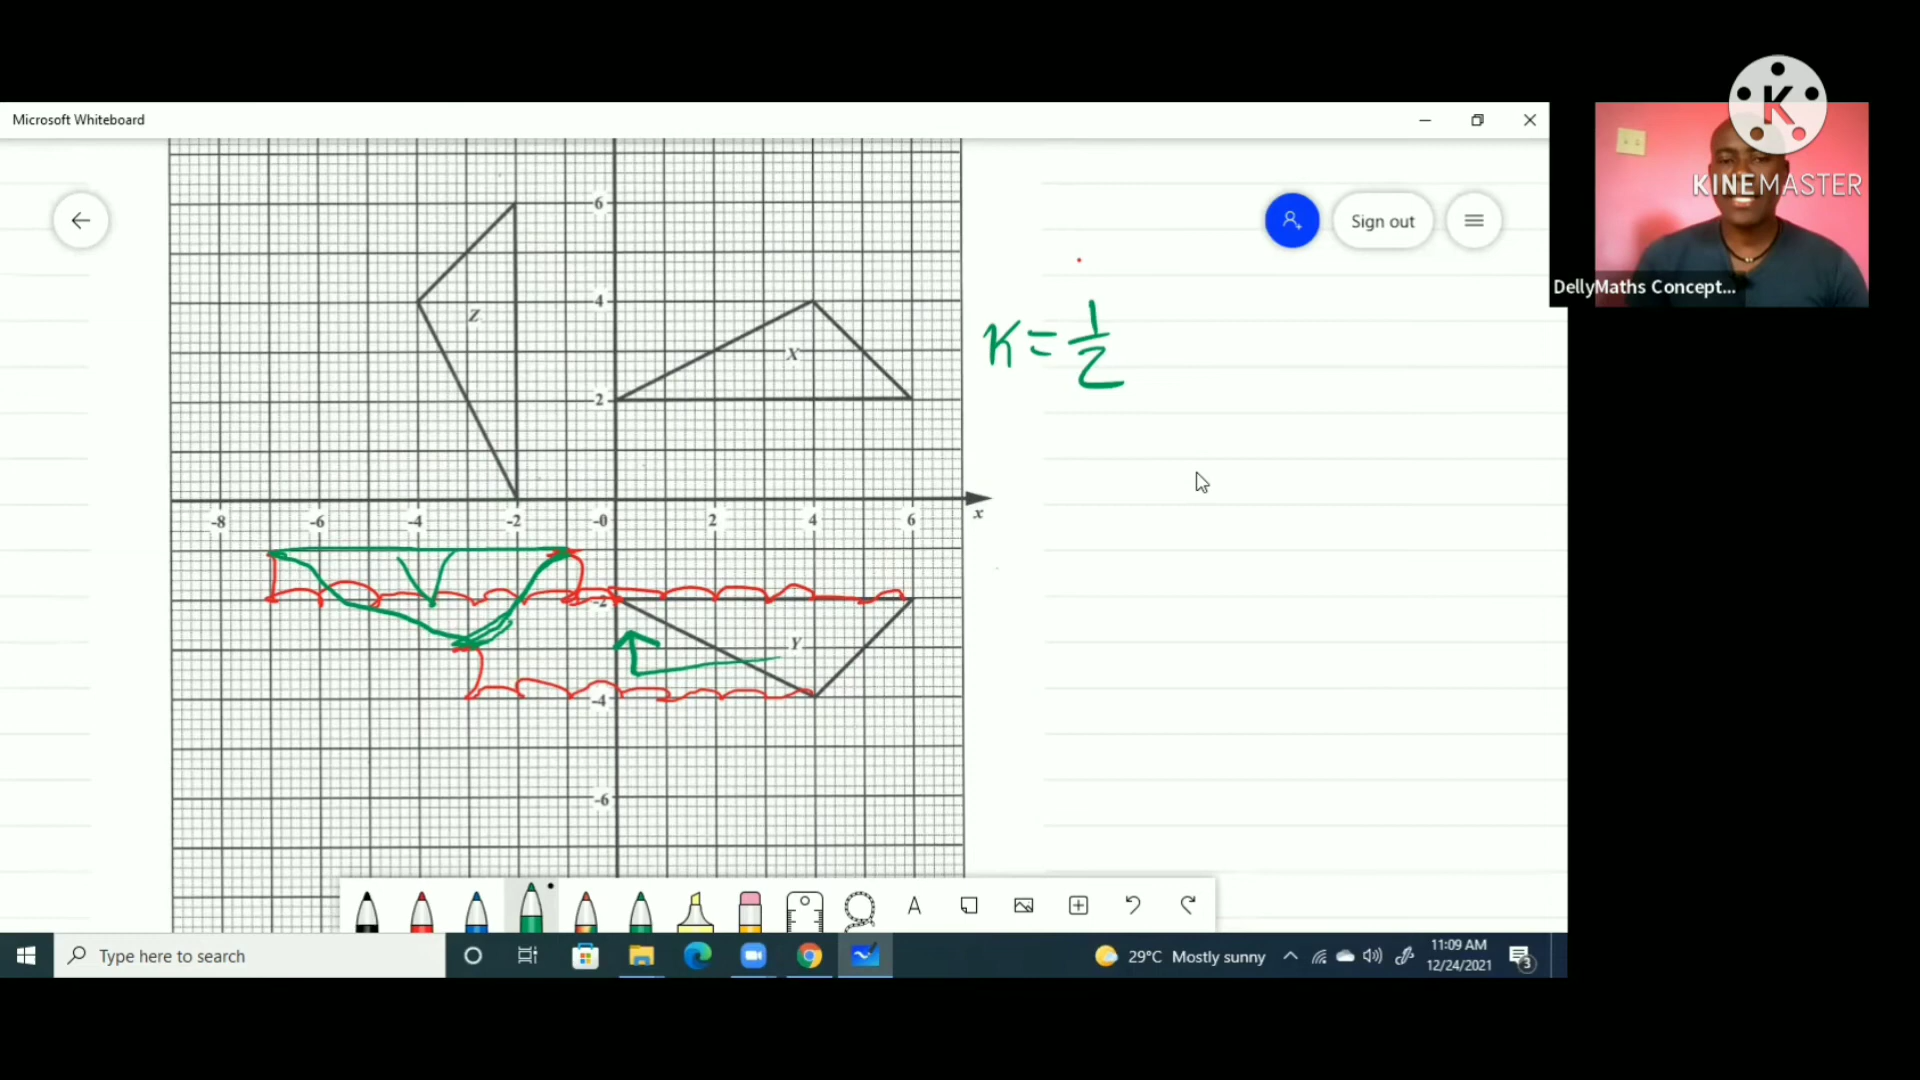 Microsoft Whiteboard
K
KINEMASTER
Sign out
DellyMaths Concept...
6
Z
4
K = 1/2
X
2
-8 -6 -4 -2 -0 2 4 6 x
-2
Y
-4
-6
A
Type here to search
29°C Mostly sunny
11:09 AM
12/24/2021
3